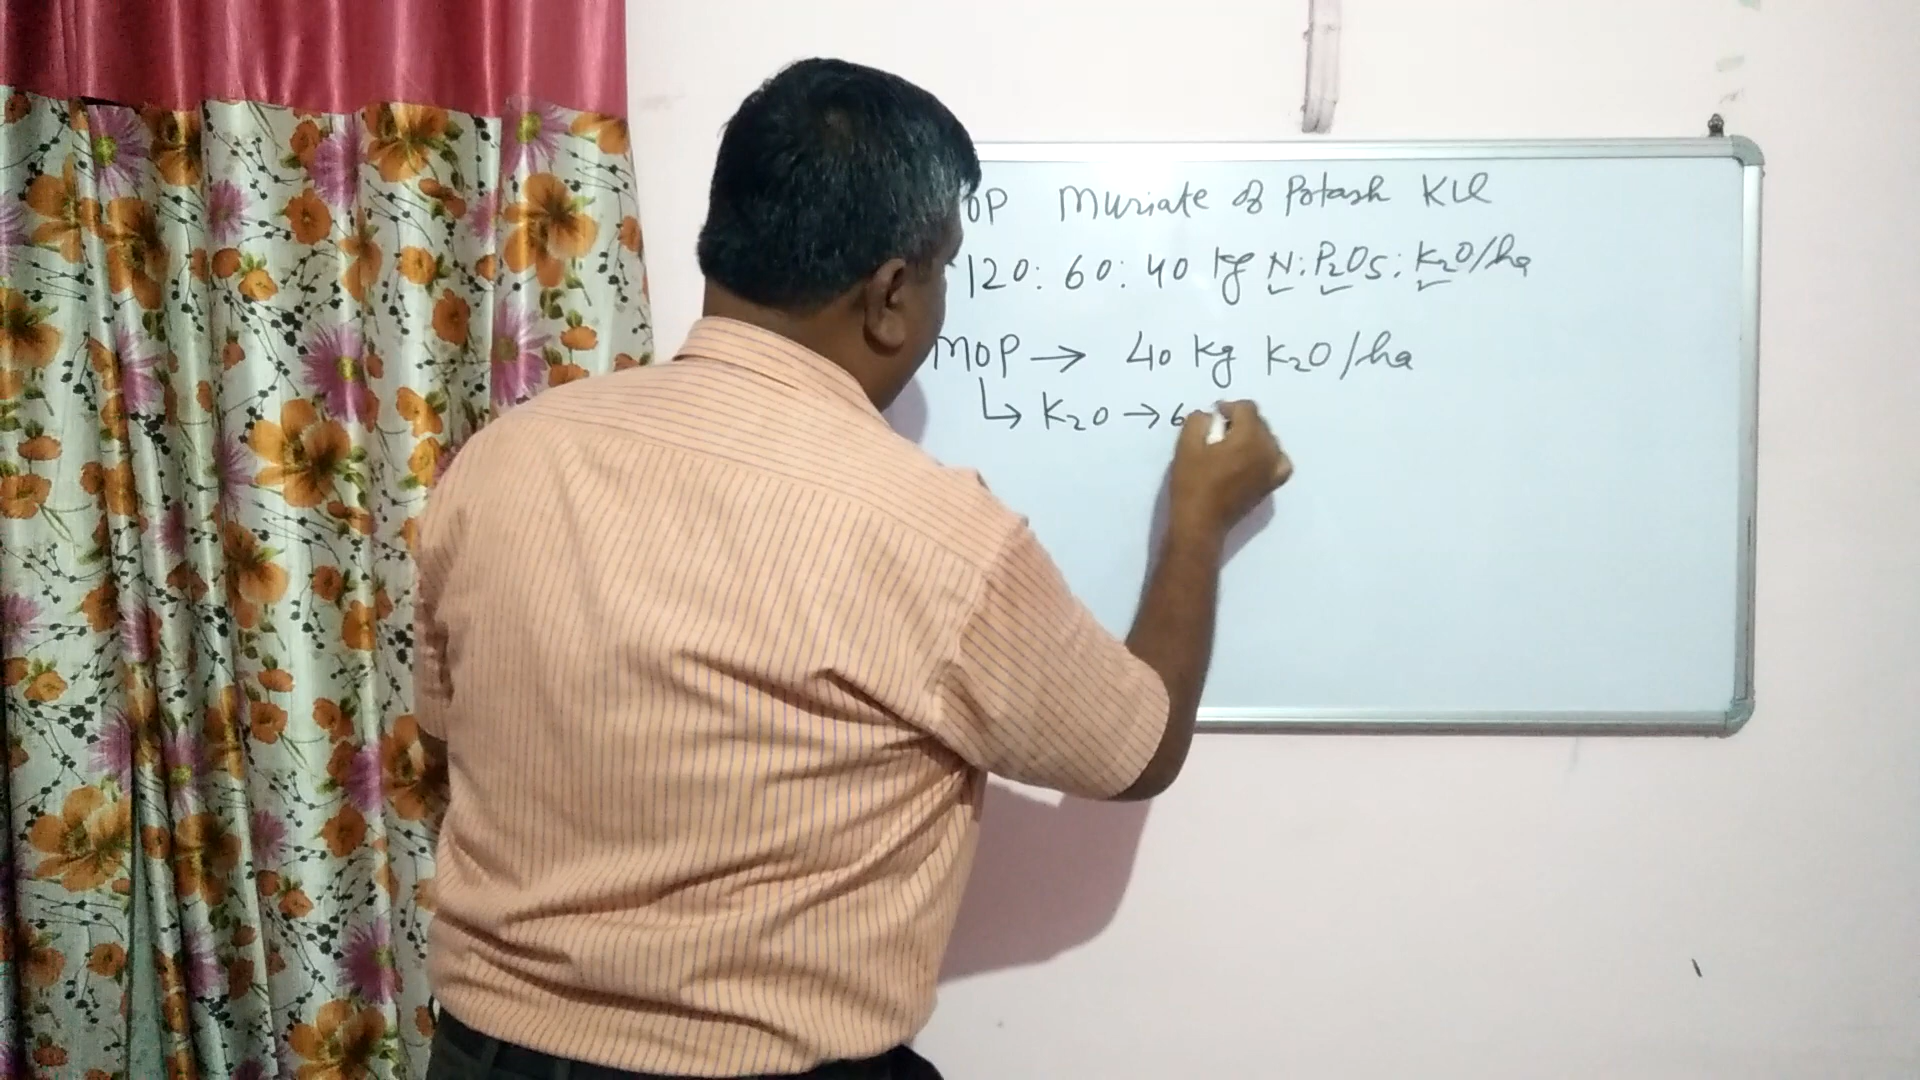 OP Muriate of Potash KCl
120: 60: 40 Kg N: P₂O₅: K₂O/ha
MOP → 40 Kg K₂O/ha
↳ K₂O → 6